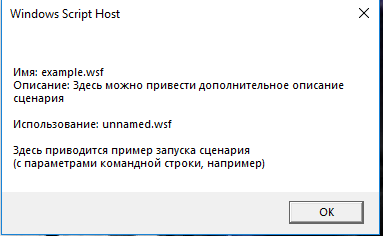 Windows Script Host
Имя: example.wsf
Описание: Здесь можно привести дополнительное описание
сценария
Использование: unnamed.wsf
Здесь приводится пример запуска сценария
(с параметрами командной строки, например)
OK